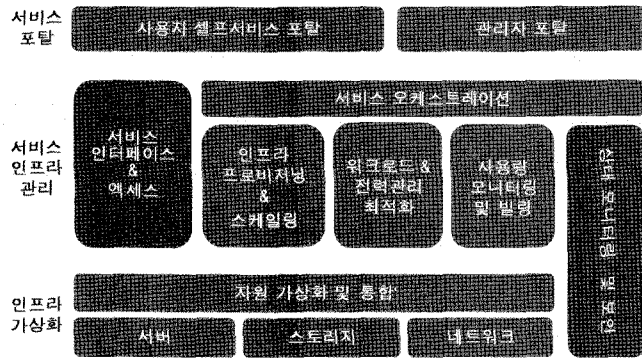 서비스
포탈
사용자 셀프서비스 포탈
관리자 포탈
서비스
인프라
관리
서비스
인터페이스
&
엑세스
서비스 오케스트레이션
인프라
프로비저닝
&
스케일링
워크로드 &
전력관리
최적화
사용량
모니터링
및 빌링
상태 모니터링 및 보안
인프라
가상화
자원 가상화 및 통합
서버
스토리지
네트워크